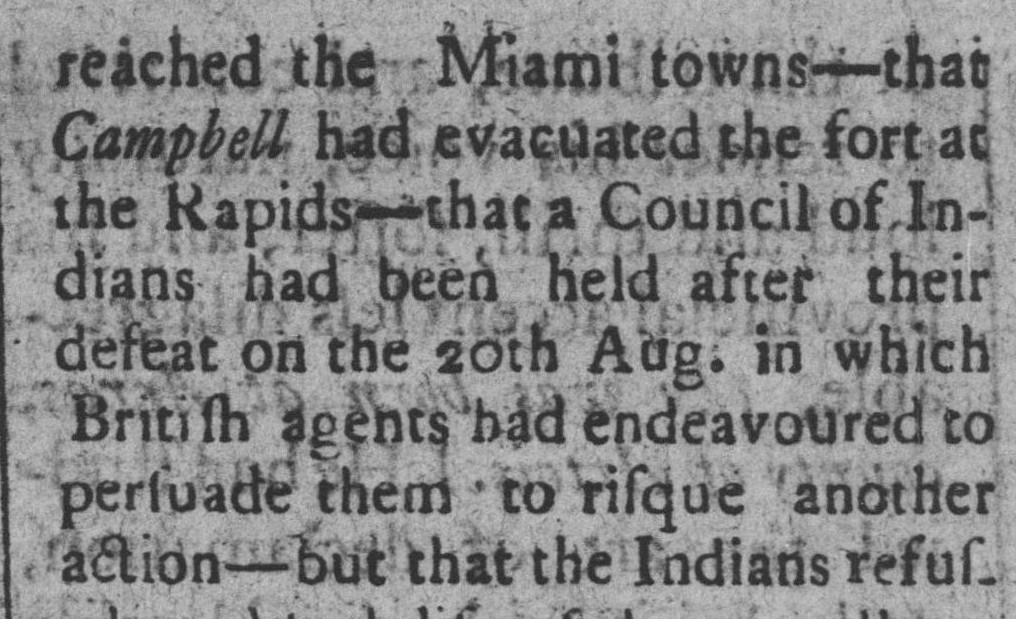 reached the Miami towns—that
Campbell had evacuated the fort at
the Rapids—that a Council of In-
dians had been held after their
defeat on the 20th Aug. in which
Britiſh agents had endeavoured to
perſuade them to riſque another
action—but that the Indians refuſ-